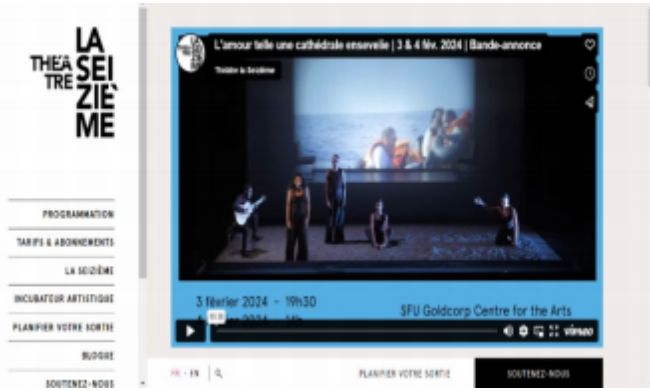 LA
THÉÂ SEI
TRE ZIÈ
ME
PROGRAMMATION
TARIFS & ABONNEMENTS
LA SEIZIÈME
INCUBATEUR ARTISTIQUE
PLANIFIER VOTRE SORTIE
BLOGUE
SOUTENEZ-NOUS
L'amour telle une cathédrale ensevelie | 3 & 4 fév. 2024 | Bande-annonce
Théâtre la Seizième
3 février 2024 - 19h30
SFU Goldcorp Centre for the Arts
vimeo
FR - EN
PLANIFIER VOTRE SORTIE
SOUTENEZ-NOUS